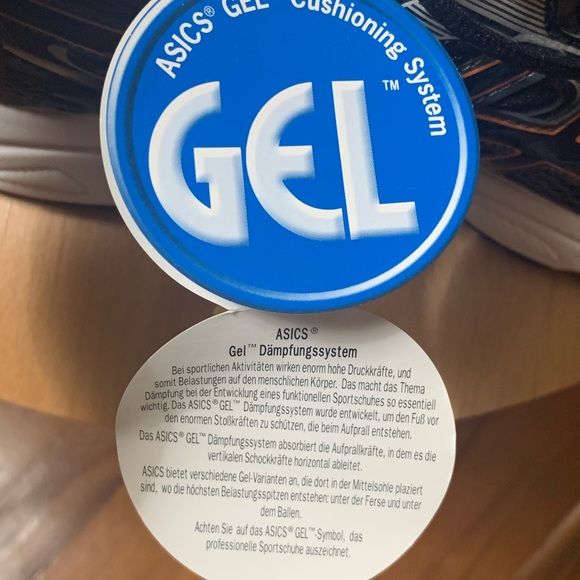 ASICS® GEL™ Cushioning System
GEL™
ASICS®
Gel™ Dämpfungssystem
Bei sportlichen Aktivitäten wirken enorm hohe Druckkräfte, und
somit Belastungen auf den menschlichen Körper. Das macht das Thema
Dämpfung bei der Entwicklung eines funktionellen Sportschuhes so essentiell
wichtig. Das ASICS® GEL™ Dämpfungssystem wurde entwickelt, um den Fuß vor
den enormen Stoßkräften zu schützen, die beim Aufprall entstehen.
Das ASICS® GEL™ Dämpfungssystem absorbiert die Aufprallkräfte, in dem es die
vertikalen Schockkräfte horizontal ableitet.
ASICS bietet verschiedene Gel-Varianten an, die dort in der Mittelsohle plaziert
sind, wo die höchsten Belastungsspitzen entstehen: unter der Ferse und unter
dem Ballen.
Achten Sie auf das ASICS® GEL™-Symbol, das
professionelle Sportschuhe auszeichnet.